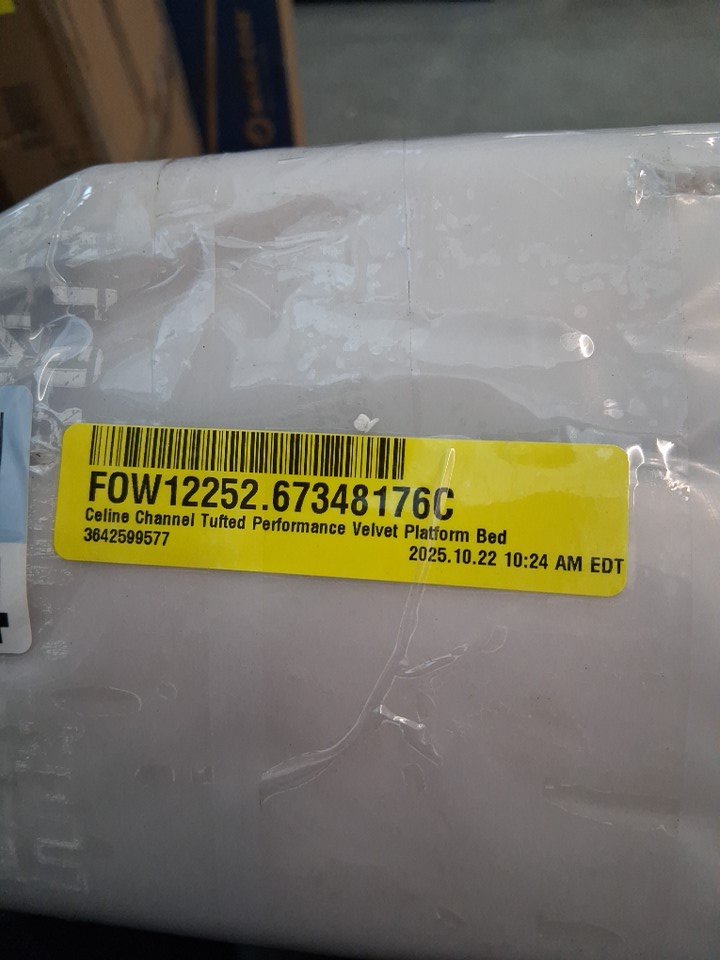 FOW12252.67348176C
Celine Channel Tufted Performance Velvet Platform Bed
3642599577
2025.10.22 10:24 AM EDT